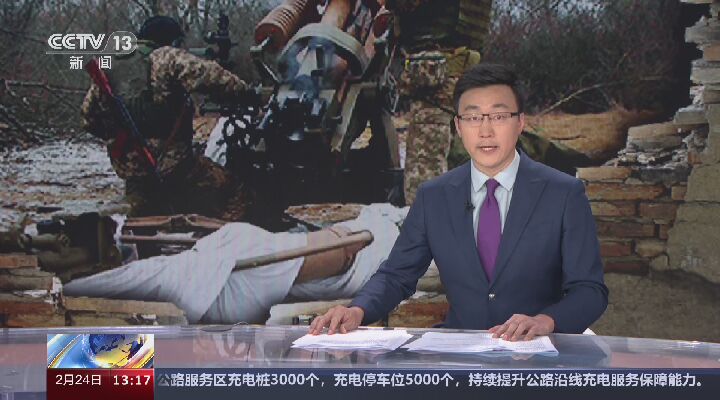 CCTV 13
新闻
2月24日 13:17 公路服务区充电桩3000个，充电停车位5000个，持续提升公路沿线充电服务保障能力。